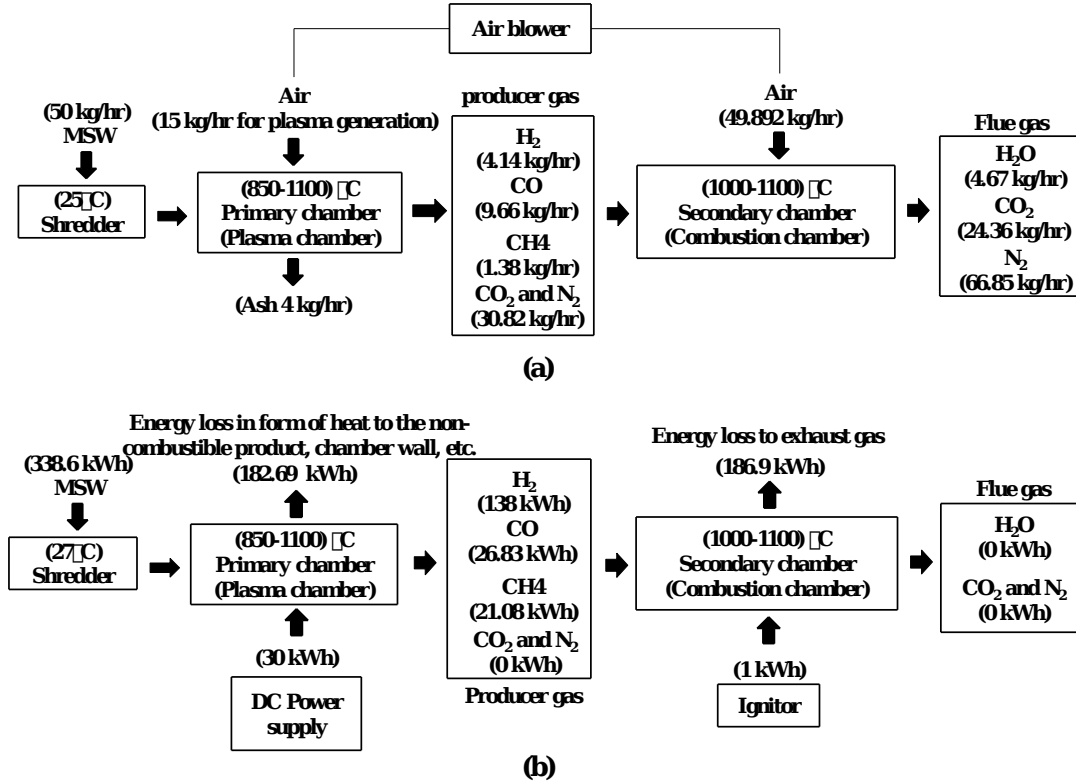 Air blower
Air
(15 kg/hr for plasma generation)
(50 kg/hr)
MSW
(25□C)
Shredder
(850-1100) □C
Primary chamber
(Plasma chamber)
(Ash 4 kg/hr)
producer gas
H₂
(4.14 kg/hr)
CO
(9.66 kg/hr)
CH4
(1.38 kg/hr)
CO₂ and N₂
(30.82 kg/hr)
Air
(49.892 kg/hr)
(1000-1100) □C
Secondary chamber
(Combustion chamber)
Flue gas
H₂O
(4.67 kg/hr)
CO₂
(24.36 kg/hr)
N₂
(66.85 kg/hr)
(a)
Energy loss in form of heat to the non-
combustible product, chamber wall, etc.
(182.69 kWh)
(338.6 kWh)
MSW
(27□C)
Shredder
(850-1100) □C
Primary chamber
(Plasma chamber)
(30 kWh)
DC Power
supply
H₂
(138 kWh)
CO
(26.83 kWh)
CH4
(21.08 kWh)
CO₂ and N₂
(0 kWh)
Producer gas
Energy loss to exhaust gas
(186.9 kWh)
(1000-1100) □C
Secondary chamber
(Combustion chamber)
(1 kWh)
Ignitor
Flue gas
H₂O
(0 kWh)
CO₂ and N₂
(0 kWh)
(b)